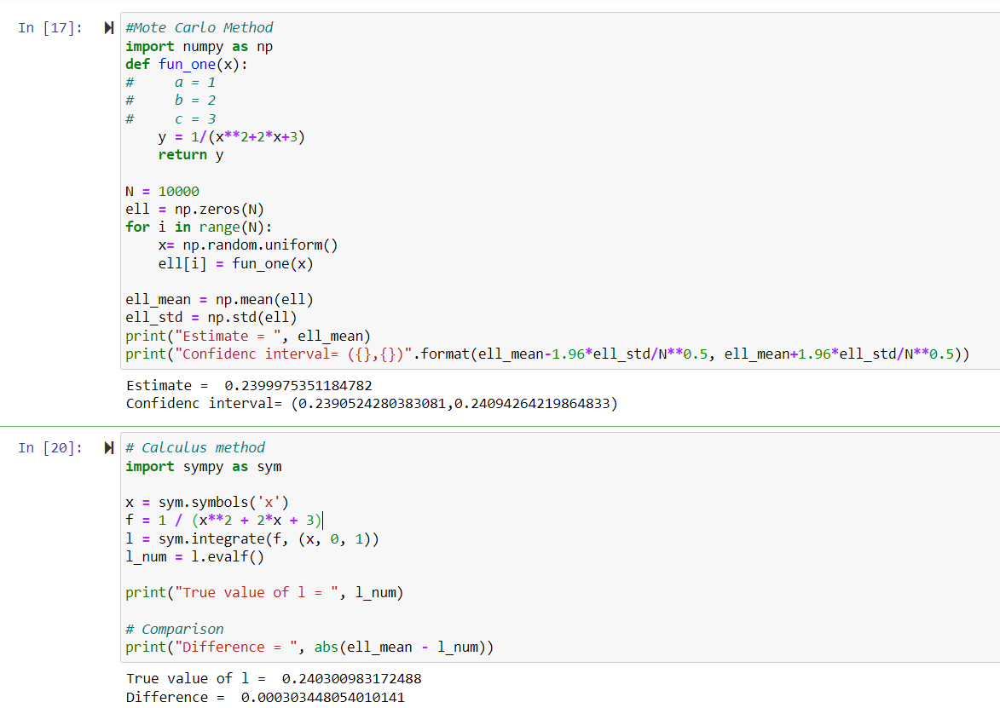 In [17]:
#Mote Carlo Method
import numpy as np
def fun_one(x):
#     a = 1
#     b = 2
#     c = 3
    y = 1/(x**2+2*x+3)
    return y
N = 10000
ell = np.zeros(N)
for i in range(N):
    x= np.random.uniform()
    ell[i] = fun_one(x)
ell_mean = np.mean(ell)
ell_std = np.std(ell)
print("Estimate = ", ell_mean)
print("Confidenc interval= ({},{})".format(ell_mean-1.96*ell_std/N**0.5, ell_mean+1.96*ell_std/N**0.5))
Estimate =  0.2399975351184782
Confidenc interval= (0.2390524280383081,0.24094264219864833)
In [20]:
# Calculus method
import sympy as sym
x = sym.symbols('x')
f = 1 / (x**2 + 2*x + 3)
l = sym.integrate(f, (x, 0, 1))
l_num = l.evalf()
print("True value of l = ", l_num)
# Comparison
print("Difference = ", abs(ell_mean - l_num))
True value of l =  0.240300983172488
Difference =  0.000303448054010141